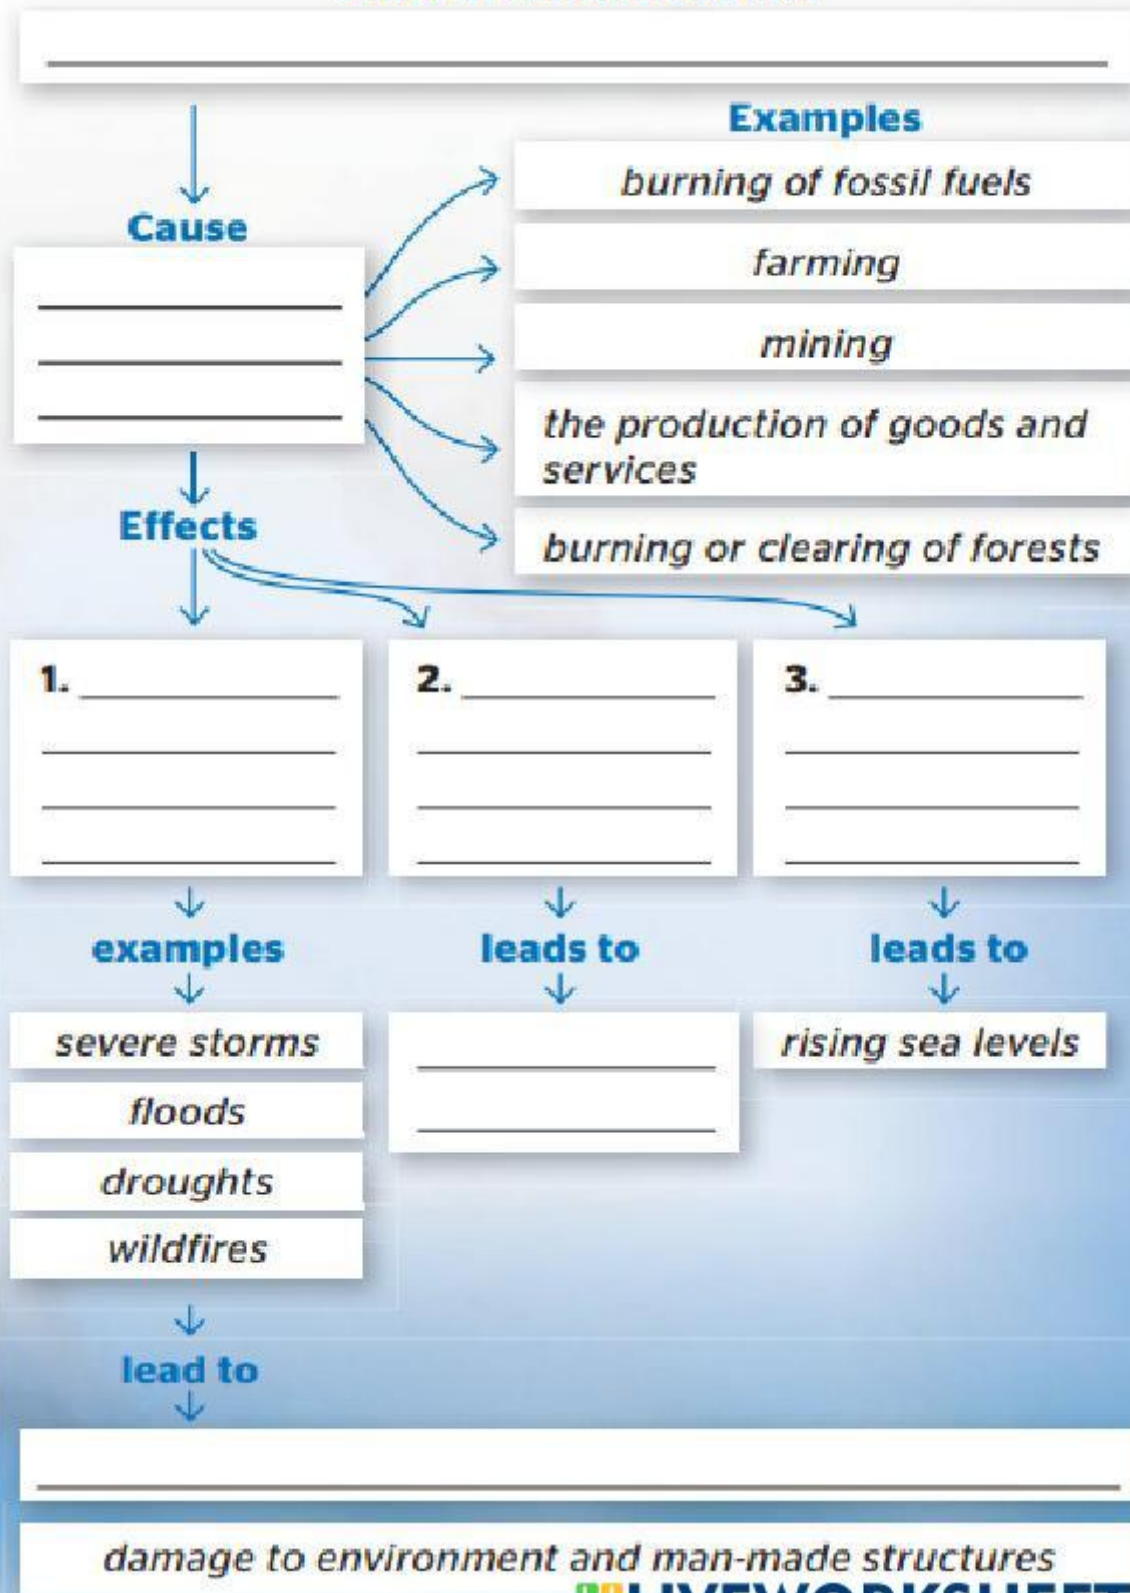 Examples
burning of fossil fuels
Cause
farming
mining
the production of goods and
services
Effects
burning or clearing of forests
1.
2.
3.
examples
leads to
leads to
severe storms
rising sea levels
floods
droughts
wildfires
lead to
damage to environment and man-made structures
LIVEWORKSHEET